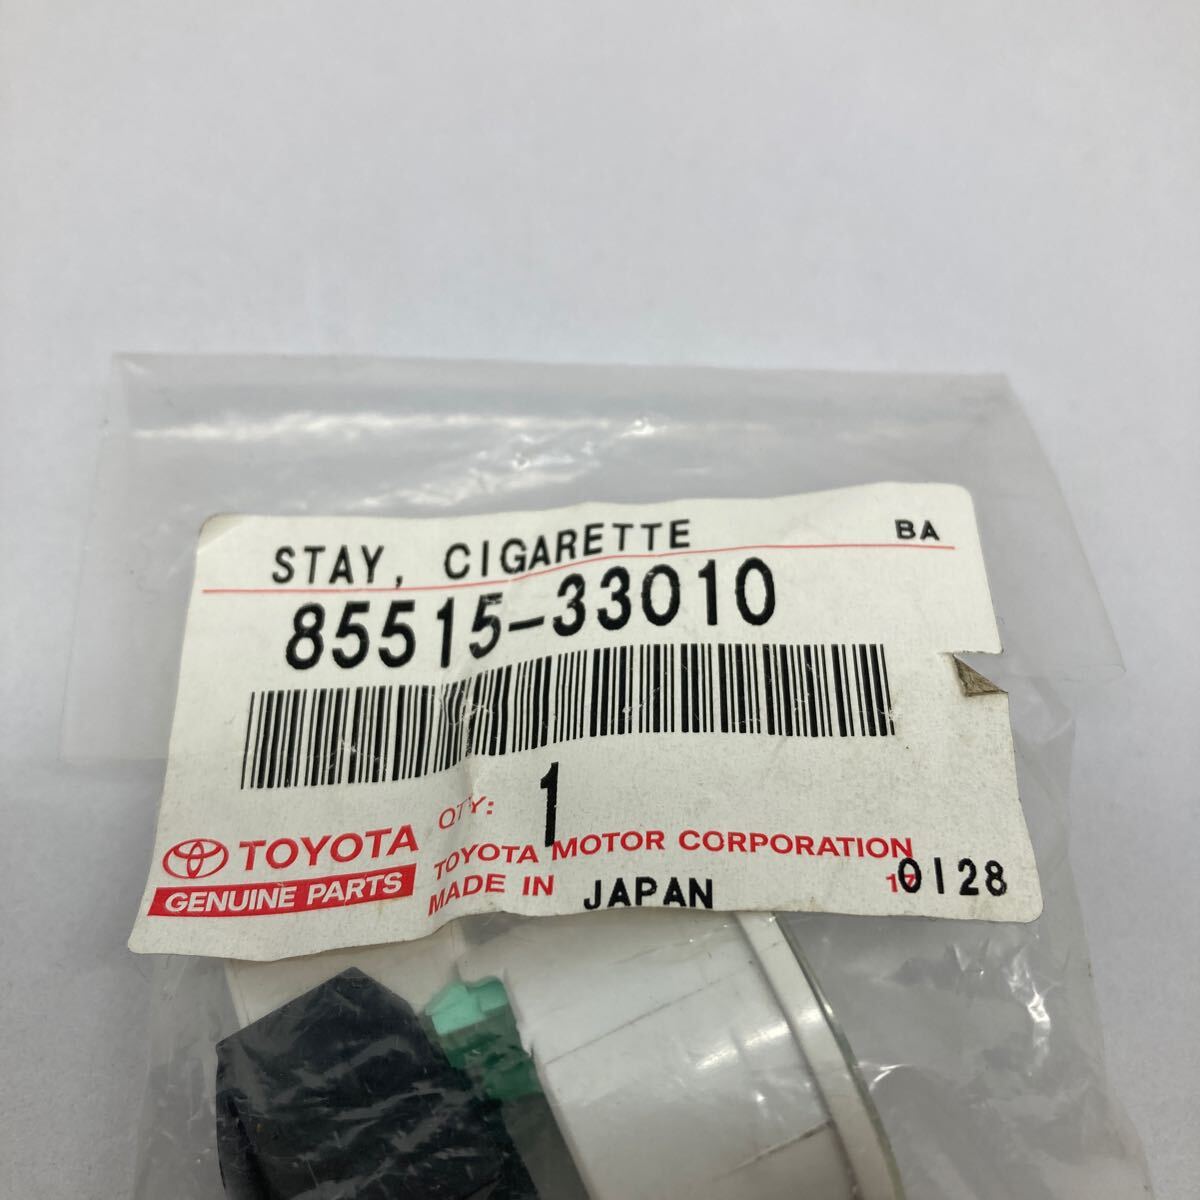 STAY, CIGARETTE BA
85515-33010
QTY: 1
TOYOTA
GENUINE PARTS
TOYOTA MOTOR CORPORATION
MADE IN JAPAN
0128